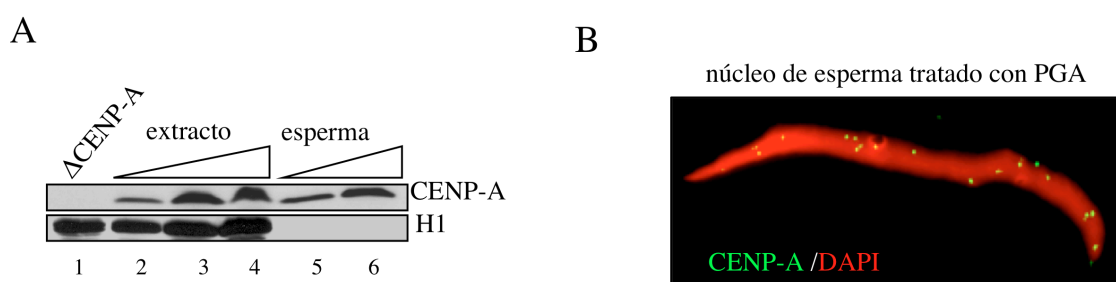 A
ΔCENP-A
extracto
esperma
CENP-A
H1
1 2 3 4 5 6
B
núcleo de esperma tratado con PGA
CENP-A /DAPI